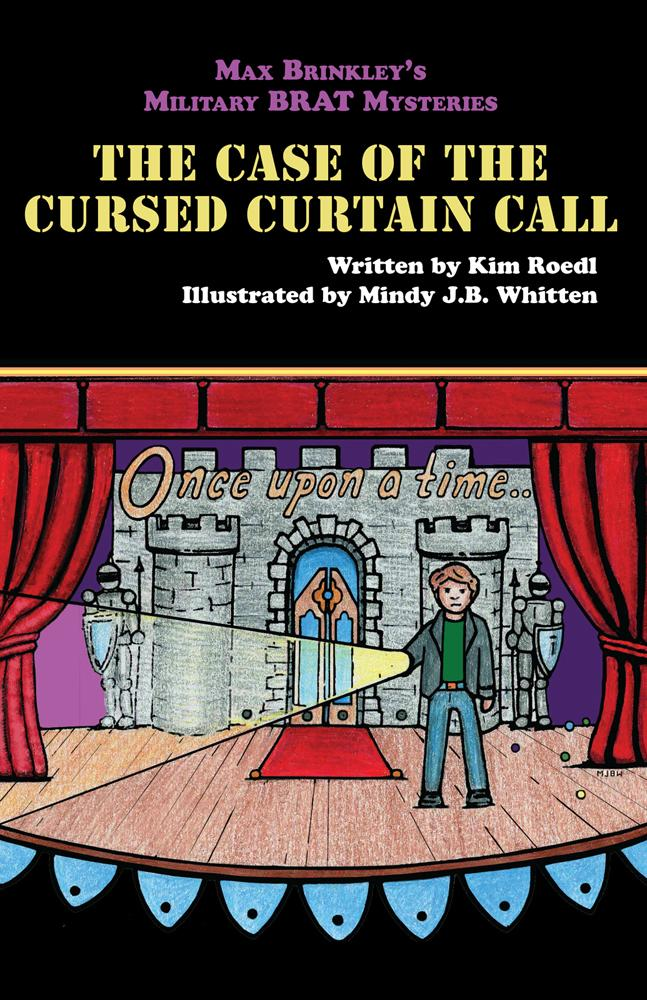 Max Brinkley's
Military BRAT Mysteries
THE CASE OF THE
CURSED CURTAIN CALL
Written by Kim Roedl
Illustrated by Mindy J.B. Whitten
Once upon a time..
MJBW